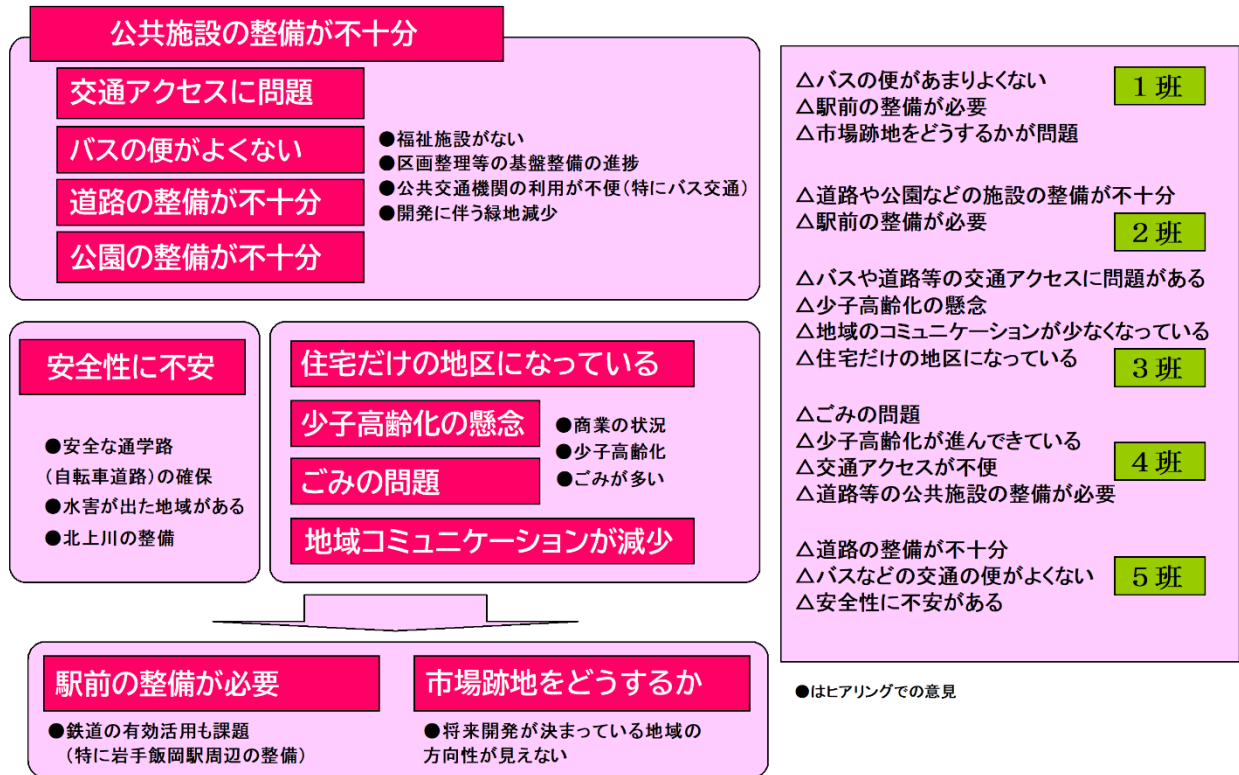 公共施設の整備が不十分
交通アクセスに問題
バスの便がよくない
道路の整備が不十分
公園の整備が不十分
●福祉施設がない
●区画整理等の基盤整備の進捗
●公共交通機関の利用が不便(特にバス交通)
●開発に伴う緑地減少
安全性に不安
●安全な通学路
(自転車道路)の確保
●水害が出た地域がある
●北上川の整備
住宅だけの地区になっている
少子高齢化の懸念
ごみの問題
●商業の状況
●少子高齢化
●ごみが多い
地域コミュニケーションが減少
駅前の整備が必要
●鉄道の有効活用も課題
(特に岩手飯岡駅周辺の整備)
市場跡地をどうするか
●将来開発が決まっている地域の
方向性が見えない
△バスの便があまりよくない
△駅前の整備が必要
△市場跡地をどうするかが問題
1班
△道路や公園などの施設の整備が不十分
△駅前の整備が必要
2班
△バスや道路等の交通アクセスに問題がある
△少子高齢化の懸念
△地域のコミュニケーションが少なくなっている
△住宅だけの地区になっている
3班
△ごみの問題
△少子高齢化が進んできている
△交通アクセスが不便
△道路等の公共施設の整備が必要
4班
△道路の整備が不十分
△バスなどの交通の便がよくない
△安全性に不安がある
5班
●はヒアリングでの意見